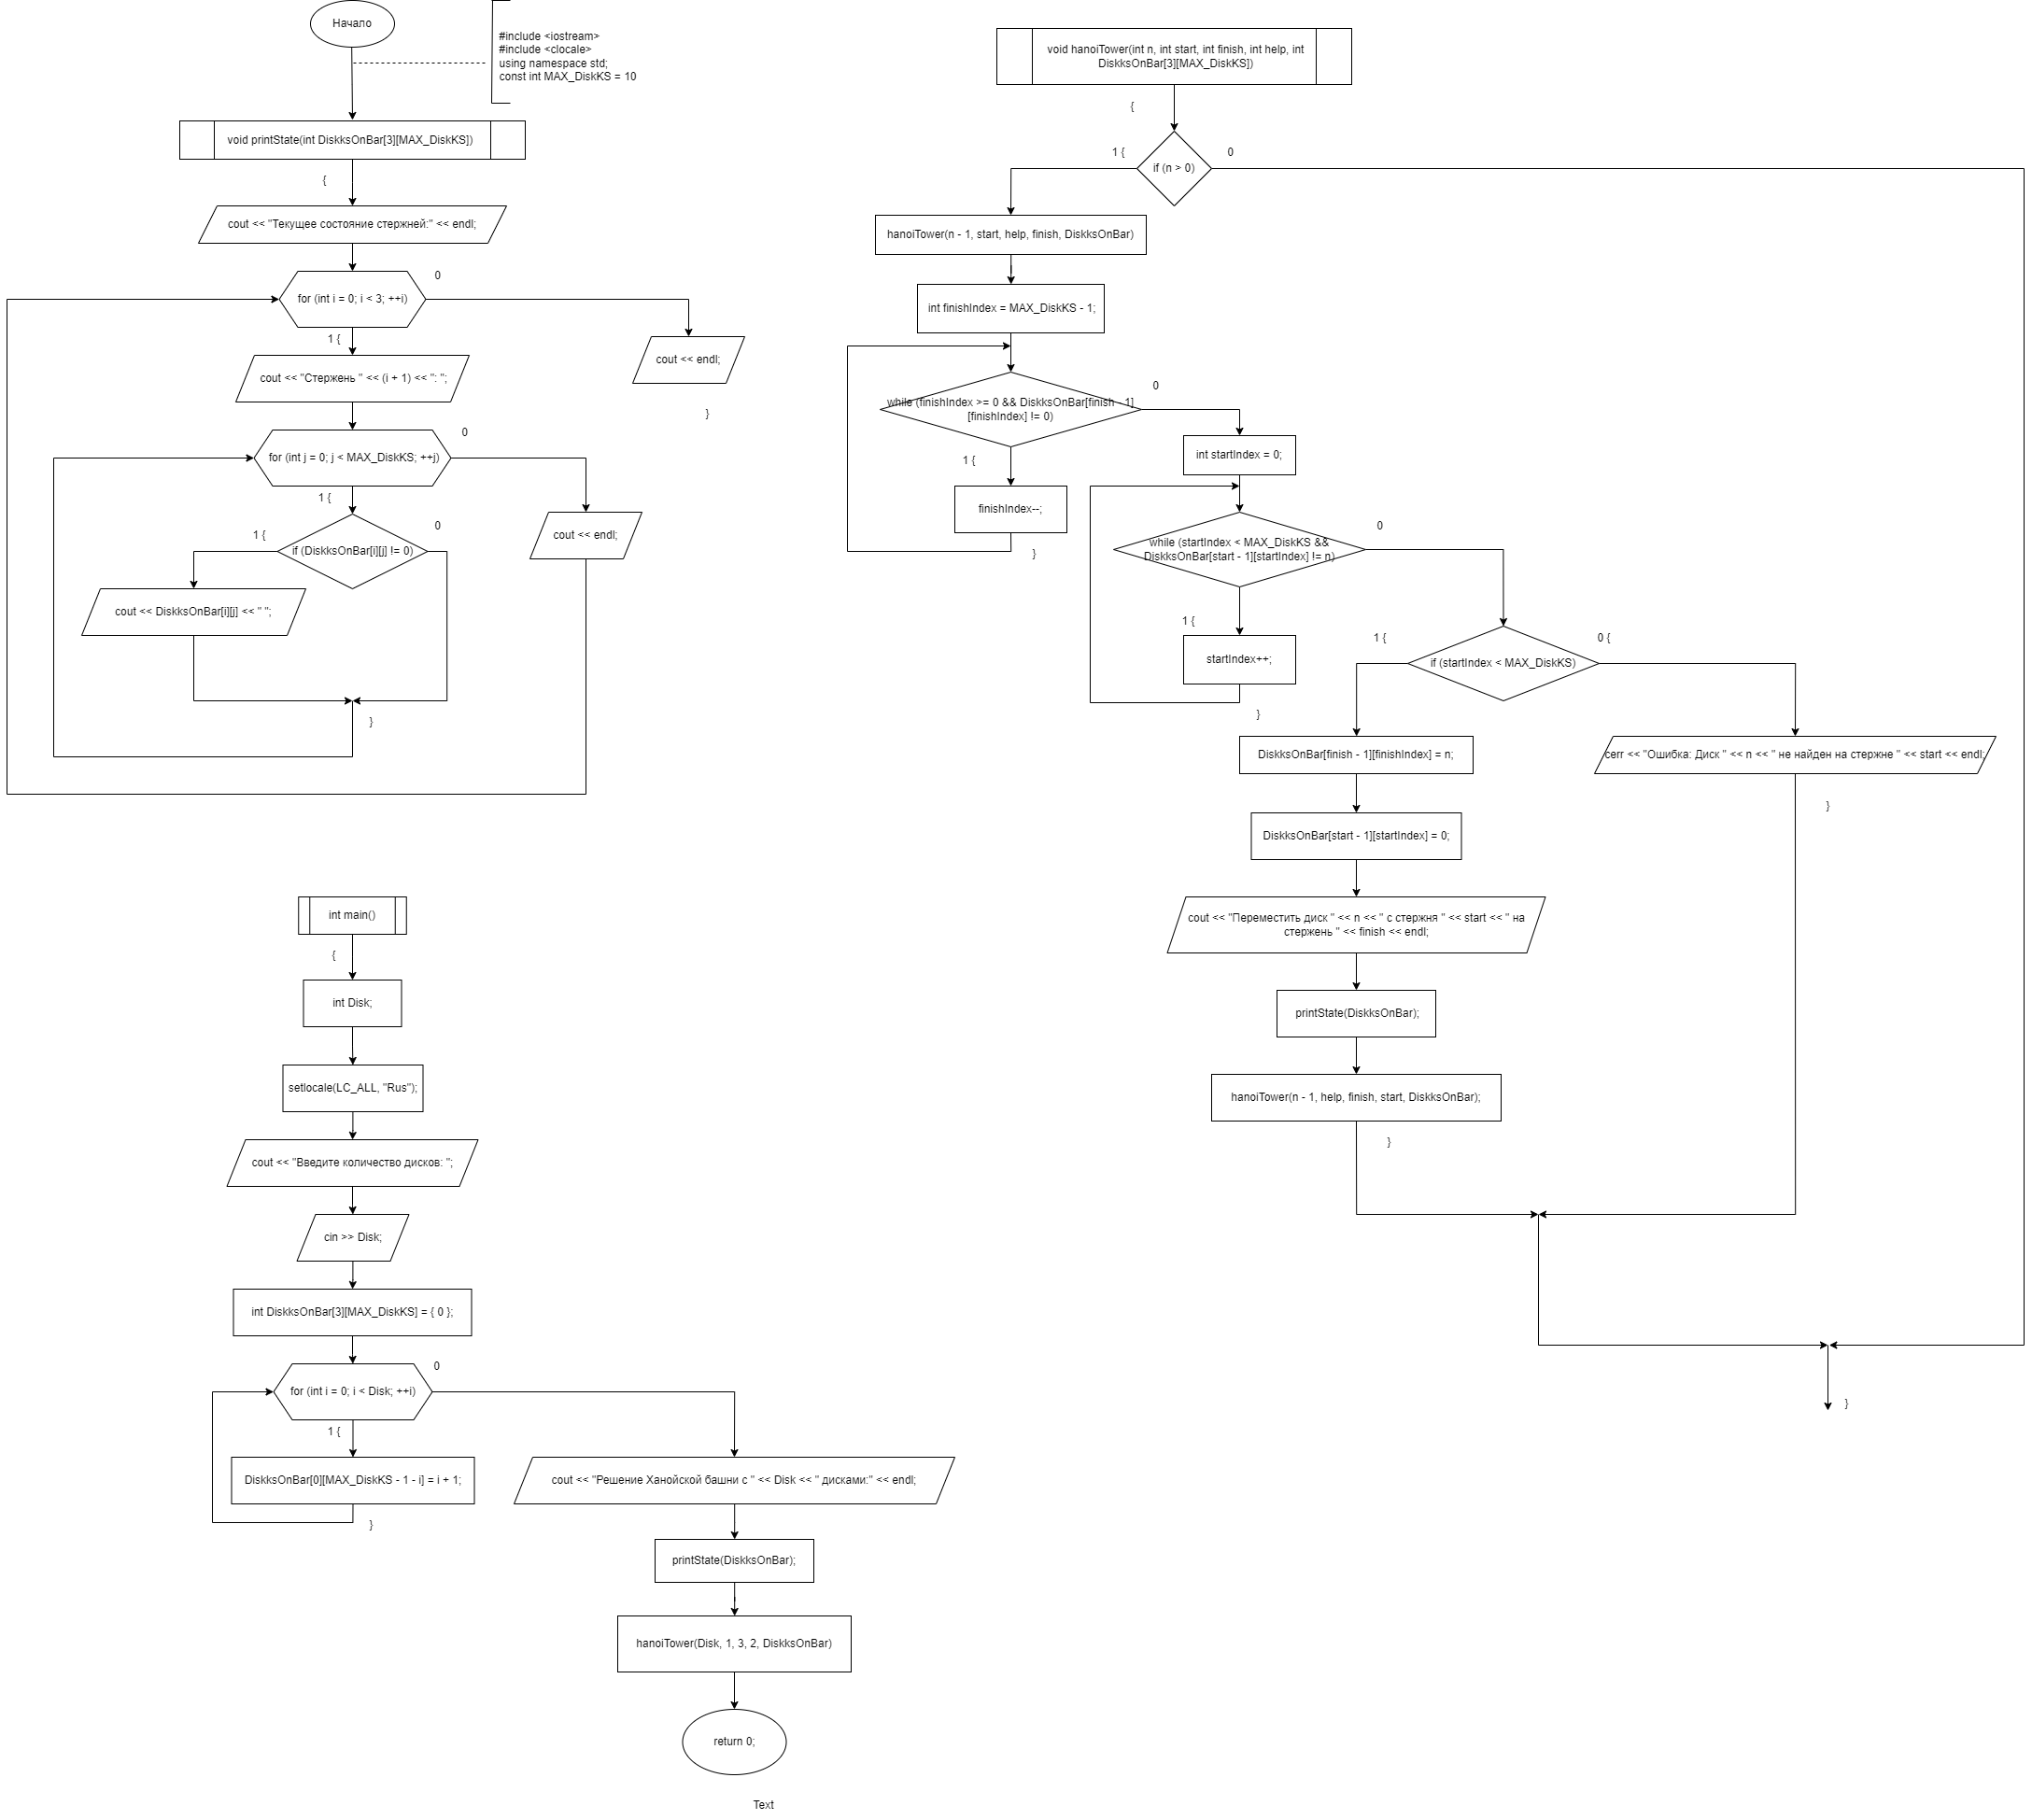 Начало
#include <iostream>
#include <clocale>
using namespace std;
const int MAX_DiskKS = 10
void printState(int DiskksOnBar[3][MAX_DiskKS])
{
cout << "Текущее состояние стержней:" << endl;
for (int i = 0; i < 3; ++i)
0
1 {
cout << endl;
}
cout << "Стержень " << (i + 1) << ": ";
for (int j = 0; j < MAX_DiskKS; ++j)
0
1 {
cout << endl;
if (DiskksOnBar[i][j] != 0)
1 {
0
cout << DiskksOnBar[i][j] << " ";
}
void hanoiTower(int n, int start, int finish, int help, int
DiskksOnBar[3][MAX_DiskKS])
{
if (n > 0)
1 {
0
hanoiTower(n - 1, start, help, finish, DiskksOnBar)
int finishIndex = MAX_DiskKS - 1;
while (finishIndex >= 0 && DiskksOnBar[finish - 1]
[finishIndex] != 0)
0
1 {
finishIndex--;
}
int startIndex = 0;
while (startIndex < MAX_DiskKS &&
DiskksOnBar[start - 1][startIndex] != n)
0
1 {
startIndex++;
}
if (startIndex < MAX_DiskKS)
1 {
0 {
DiskksOnBar[finish - 1][finishIndex] = n;
cerr << "Ошибка: Диск " << n << " не найден на стержне " << start << endl;
}
DiskksOnBar[start - 1][startIndex] = 0;
cout << "Переместить диск " << n << " с стержня " << start << " на
стержень " << finish << endl;
printState(DiskksOnBar);
hanoiTower(n - 1, help, finish, start, DiskksOnBar);
}
}
int main()
{
int Disk;
setlocale(LC_ALL, "Rus");
cout << "Введите количество дисков: ";
cin >> Disk;
int DiskksOnBar[3][MAX_DiskKS] = { 0 };
for (int i = 0; i < Disk; ++i)
0
1 {
DiskksOnBar[0][MAX_DiskKS - 1 - i] = i + 1;
}
cout << "Решение Ханойской башни с " << Disk << " дисками:" << endl;
printState(DiskksOnBar);
hanoiTower(Disk, 1, 3, 2, DiskksOnBar)
return 0;
Text